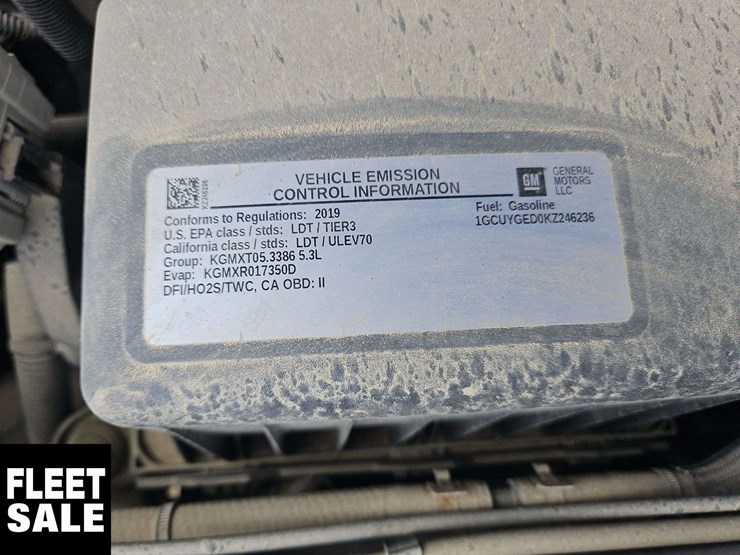 VEHICLE EMISSION
CONTROL INFORMATION
KZ246236
GM
GENERAL
MOTORS
LLC
Conforms to Regulations: 2019
U.S. EPA class / stds: LDT / TIER3
California class / stds: LDT / ULEV70
Group: KGMXT05.3386 5.3L
Evap: KGMXR017350D
DFI/HO2S/TWC, CA OBD: II
Fuel: Gasoline
1GCUYGED0KZ246236
FLEET
SALE